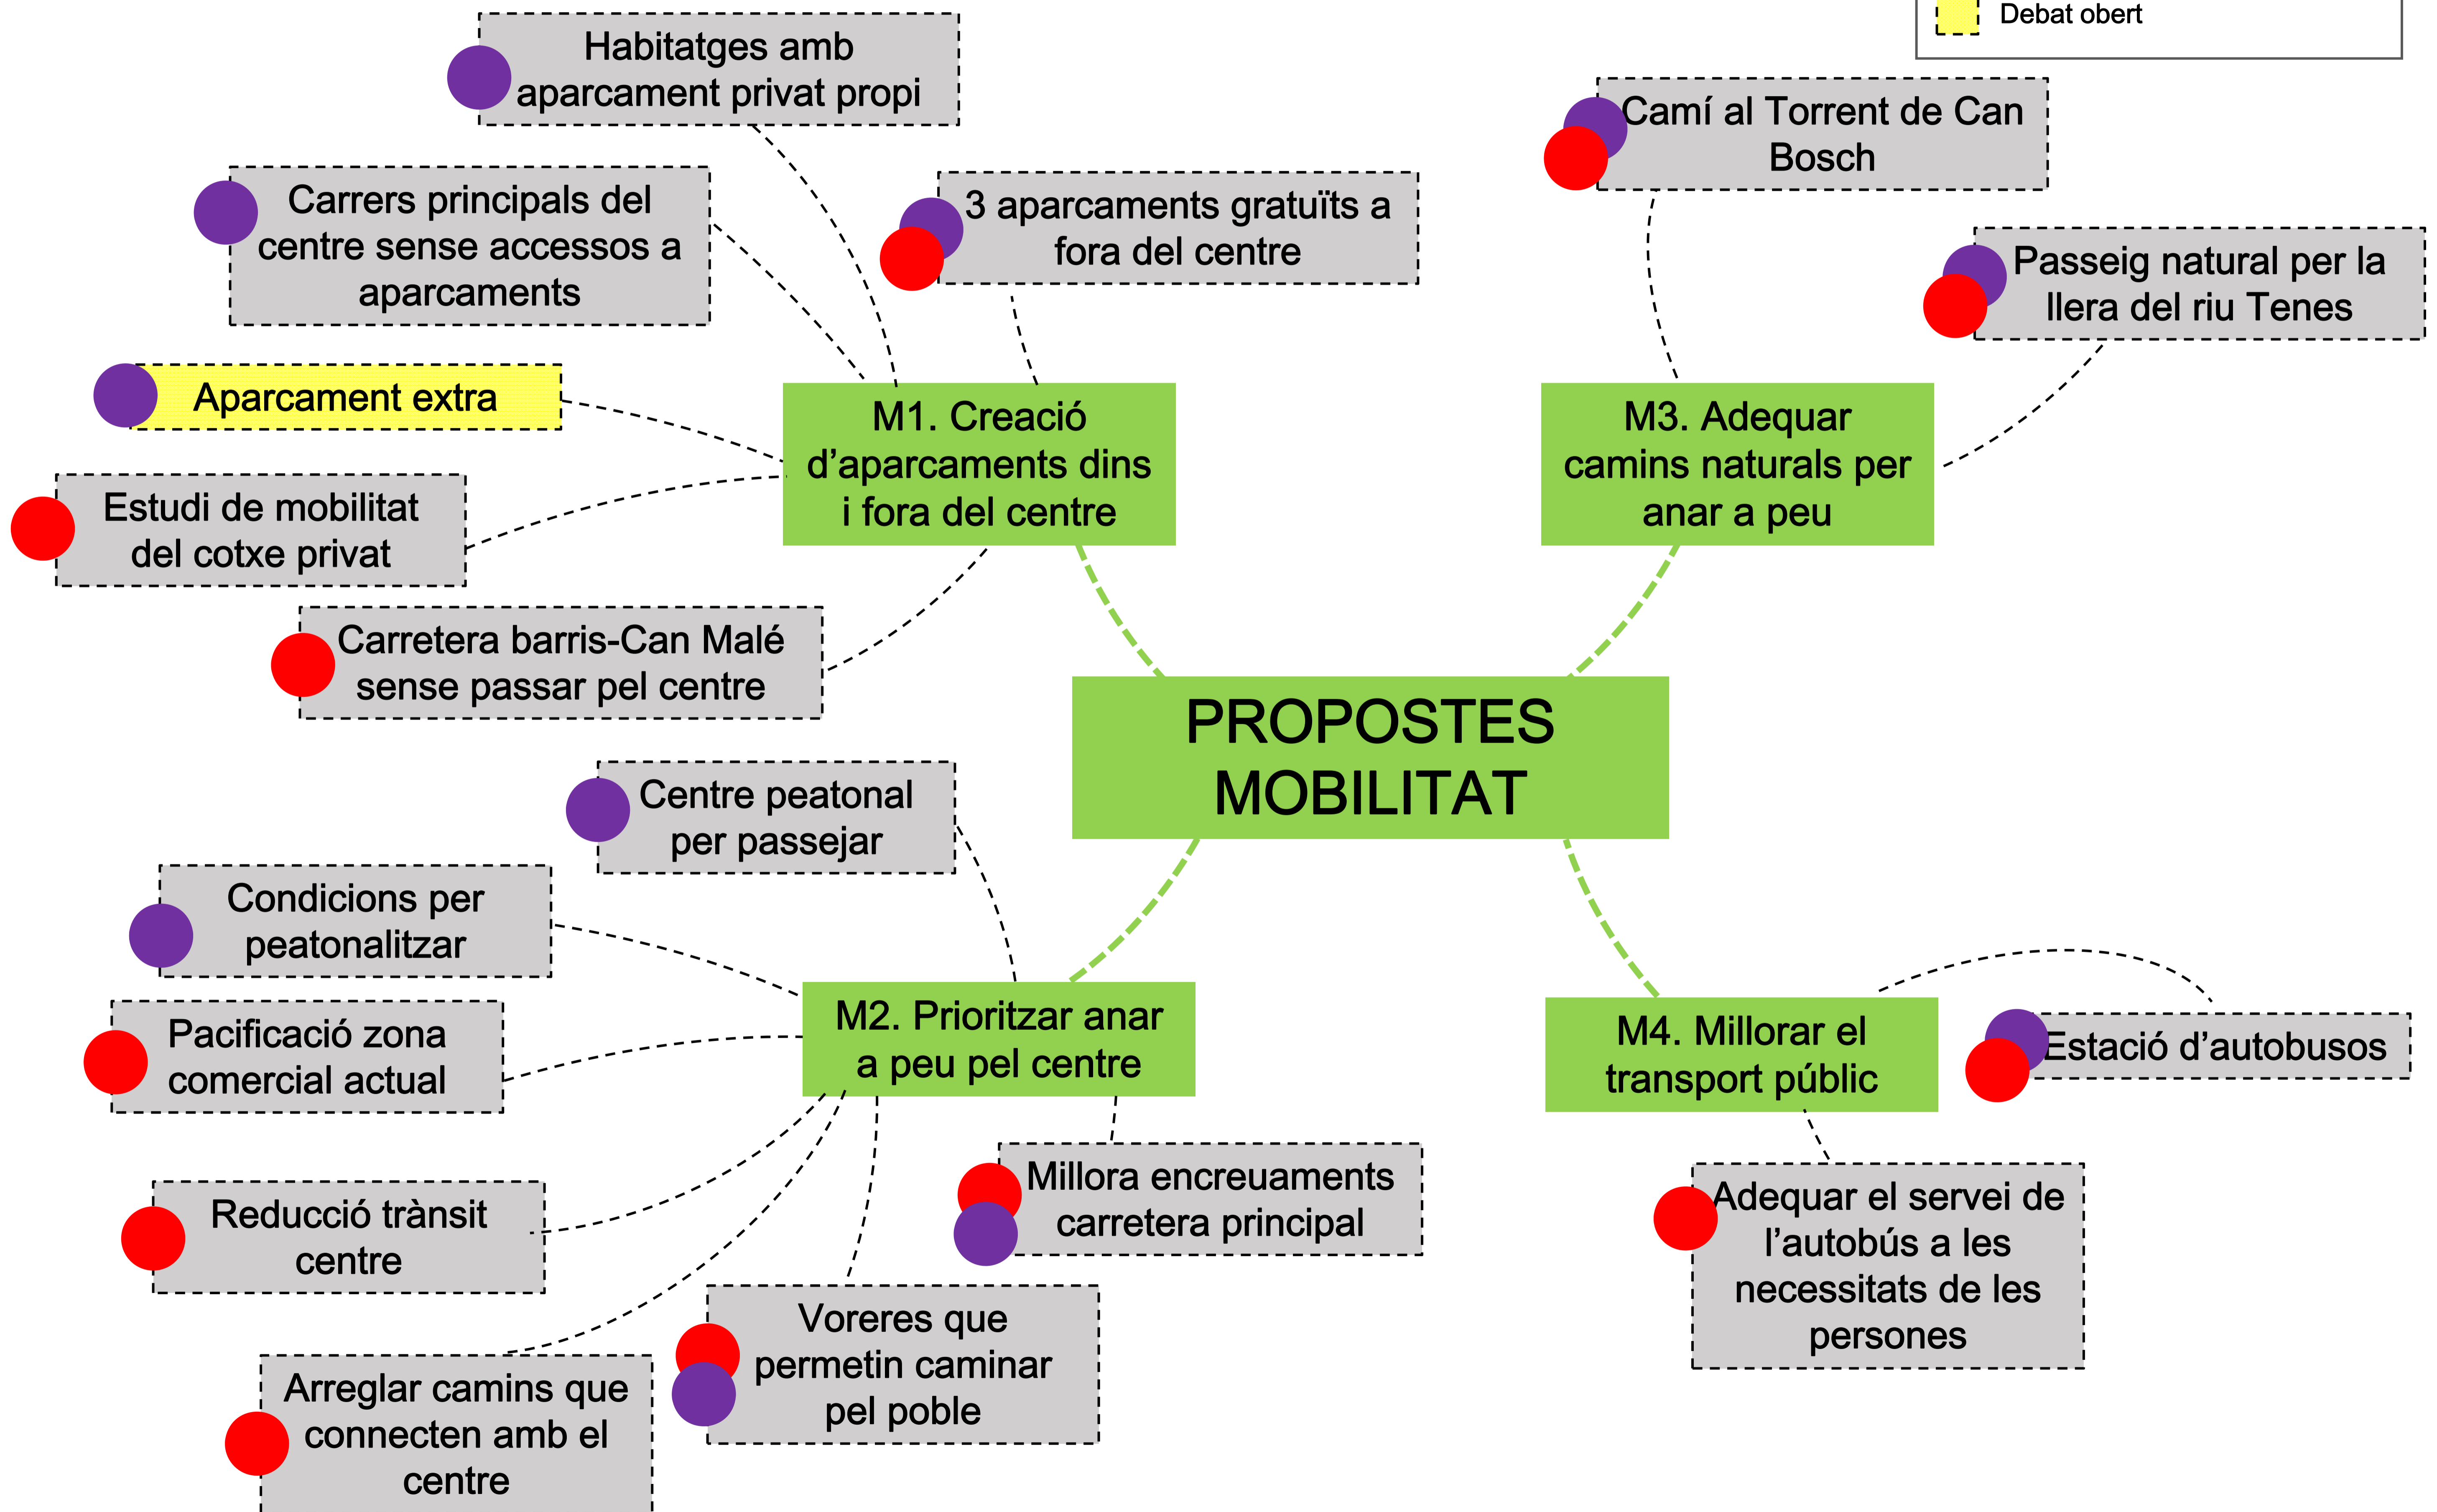 Debat obert
Habitatges amb
aparcament privat propi
Camí al Torrent de Can
Bosch
Carrers principals del
centre sense accessos a
aparcaments
3 aparcaments gratuïts a
fora del centre
Passeig natural per la
llera del riu Tenes
Aparcament extra
M1. Creació
d’aparcaments dins
i fora del centre
M3. Adequar
camins naturals per
anar a peu
Estudi de mobilitat
del cotxe privat
Carretera barris-Can Malé
sense passar pel centre
PROPOSTES
MOBILITAT
Centre peatonal
per passejar
Condicions per
peatonalitzar
Pacificació zona
comercial actual
M2. Prioritzar anar
a peu pel centre
M4. Millorar el
transport públic
Estació d’autobusos
Millora encreuaments
carretera principal
Adequar el servei de
l’autobús a les
necessitats de les
persones
Reducció trànsit
centre
Voreres que
permetin caminar
pel poble
Arreglar camins que
connecten amb el
centre